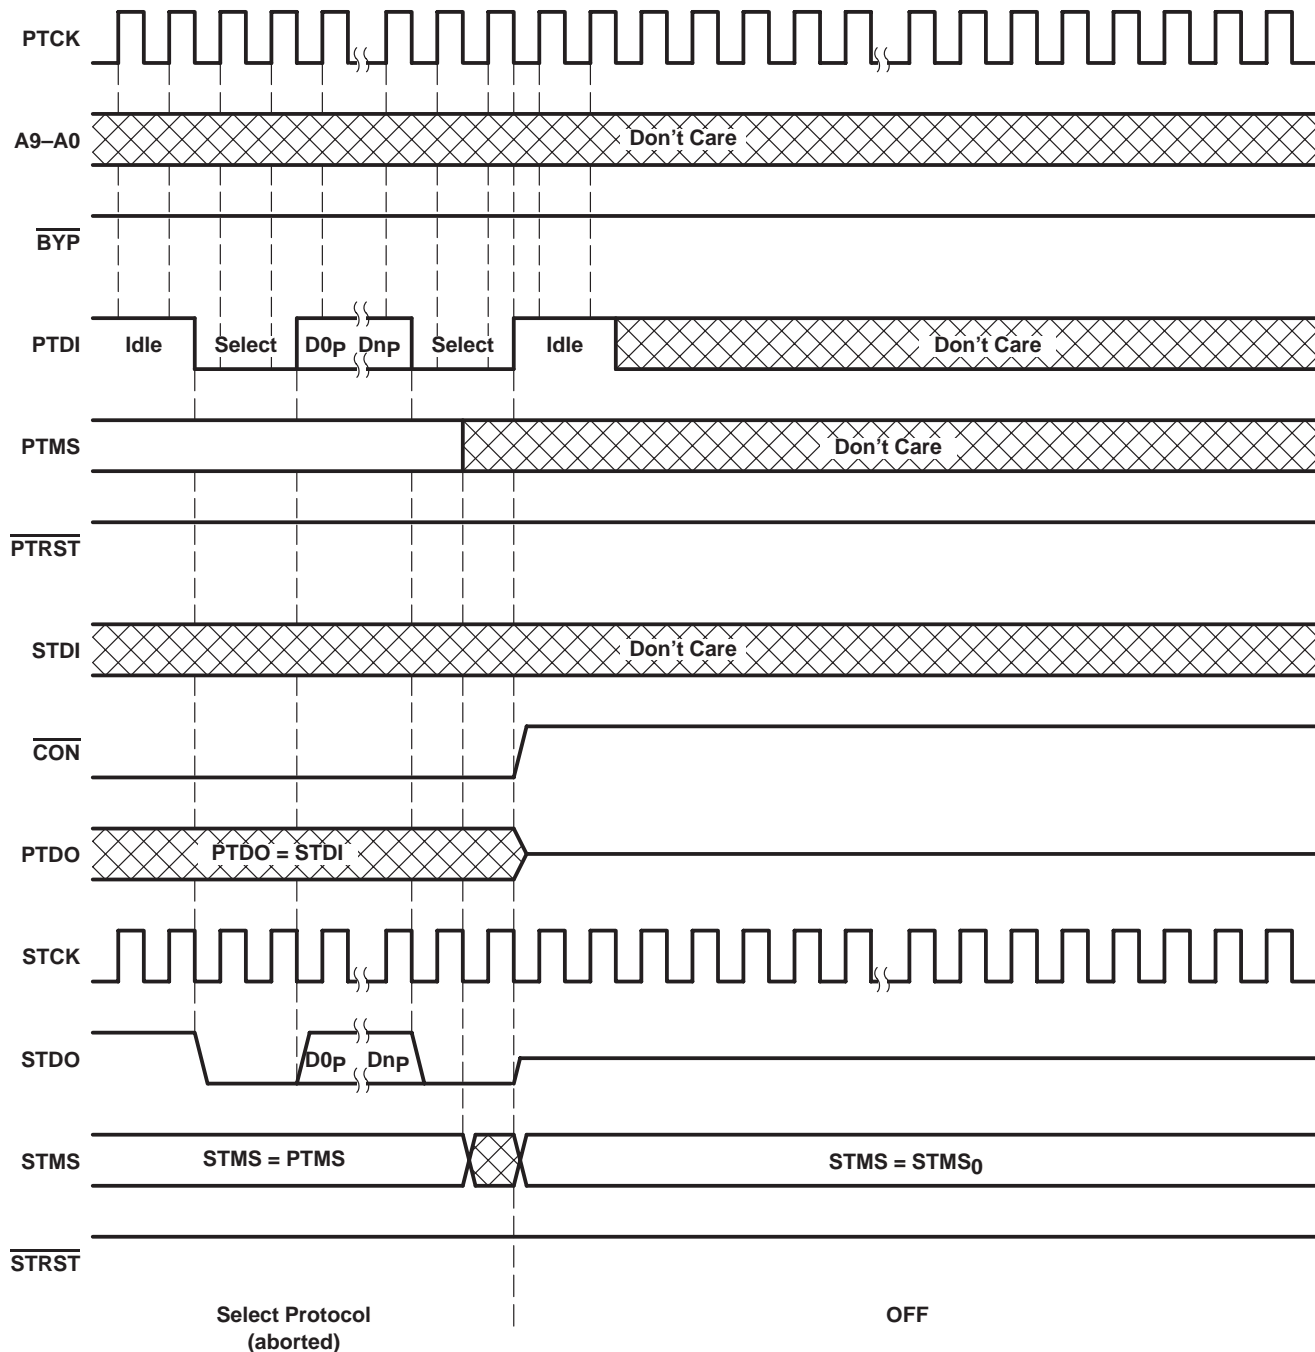 PTCK
A9–A0 Don't Care
BYP
PTDI Idle Select D0P DnP Select Idle Don't Care
PTMS Don't Care
PTRST
STDI Don't Care
CON
PTDO PTDO = STDI
STCK
STDO D0P DnP
STMS STMS = PTMS STMS = STMS0
STRST
Select Protocol OFF
(aborted)